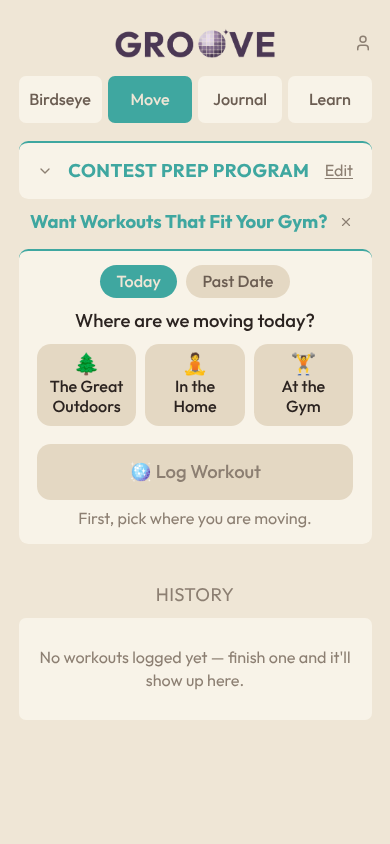 GROOVE
Birdseye
Move
Journal
Learn
CONTEST PREP PROGRAM
Edit
Want Workouts That Fit Your Gym?
Today
Past Date
Where are we moving today?
The Great
Outdoors
In the
Home
At the
Gym
Log Workout
First, pick where you are moving.
HISTORY
No workouts logged yet — finish one and it'll
show up here.